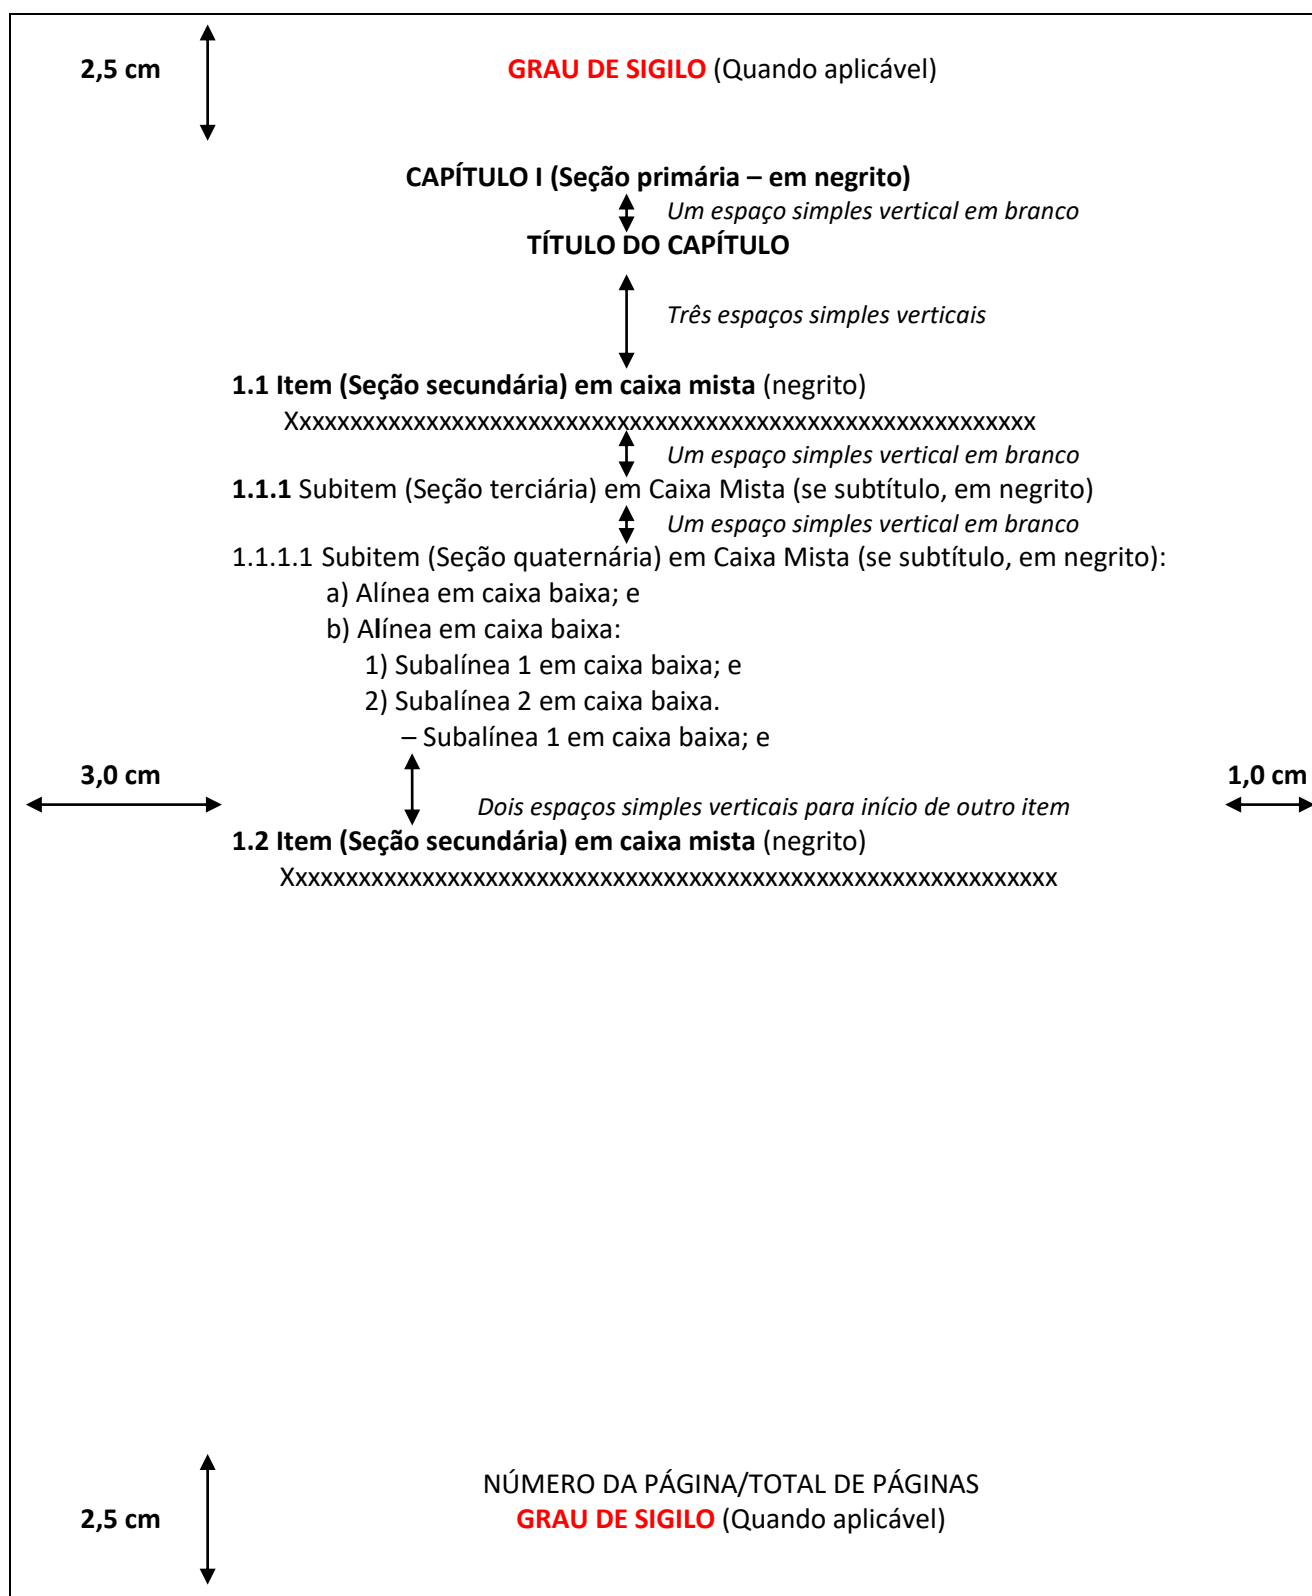 2,5 cm
GRAU DE SIGILO (Quando aplicável)
CAPÍTULO I (Seção primária – em negrito)
Um espaço simples vertical em branco
TÍTULO DO CAPÍTULO
Três espaços simples verticais
1.1 Item (Seção secundária) em caixa mista (negrito)
Xxxxxxxxxxxxxxxxxxxxxxxxxxxxxxxxxxxxxxxxxxxxxxxxxxxxxxxxxxx
Um espaço simples vertical em branco
1.1.1 Subitem (Seção terciária) em Caixa Mista (se subtítulo, em negrito)
Um espaço simples vertical em branco
1.1.1.1 Subitem (Seção quaternária) em Caixa Mista (se subtítulo, em negrito):
a) Alínea em caixa baixa; e
b) Alínea em caixa baixa:
1) Subalínea 1 em caixa baixa; e
2) Subalínea 2 em caixa baixa.
– Subalínea 1 em caixa baixa; e
3,0 cm
1,0 cm
Dois espaços simples verticais para início de outro item
1.2 Item (Seção secundária) em caixa mista (negrito)
Xxxxxxxxxxxxxxxxxxxxxxxxxxxxxxxxxxxxxxxxxxxxxxxxxxxxxxxxxxxxx
NÚMERO DA PÁGINA/TOTAL DE PÁGINAS
2,5 cm
GRAU DE SIGILO (Quando aplicável)